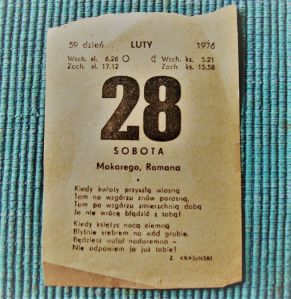 59 dzień LUTY 1976
Wsch. sł. 6.26 Wsch. ks. 5.21
Zach. sł. 17.12 Zach. ks. 15.58
28
SOBOTA
Makarego, Romana
Kiedy kwiaty przyszłą wiosną
Tam na wzgórzu znów porosną,
Tam po wzgórzu zmierzchnią dobą
Ja nie wrócę błądzić z tobą!
Kiedy księżyc nocą ciemną
Błyśnie srebrem na wód grobie,
Będziesz wołał nadaremno —
Nie odpowiem ja już tobie!
Z. KRASIŃSKI